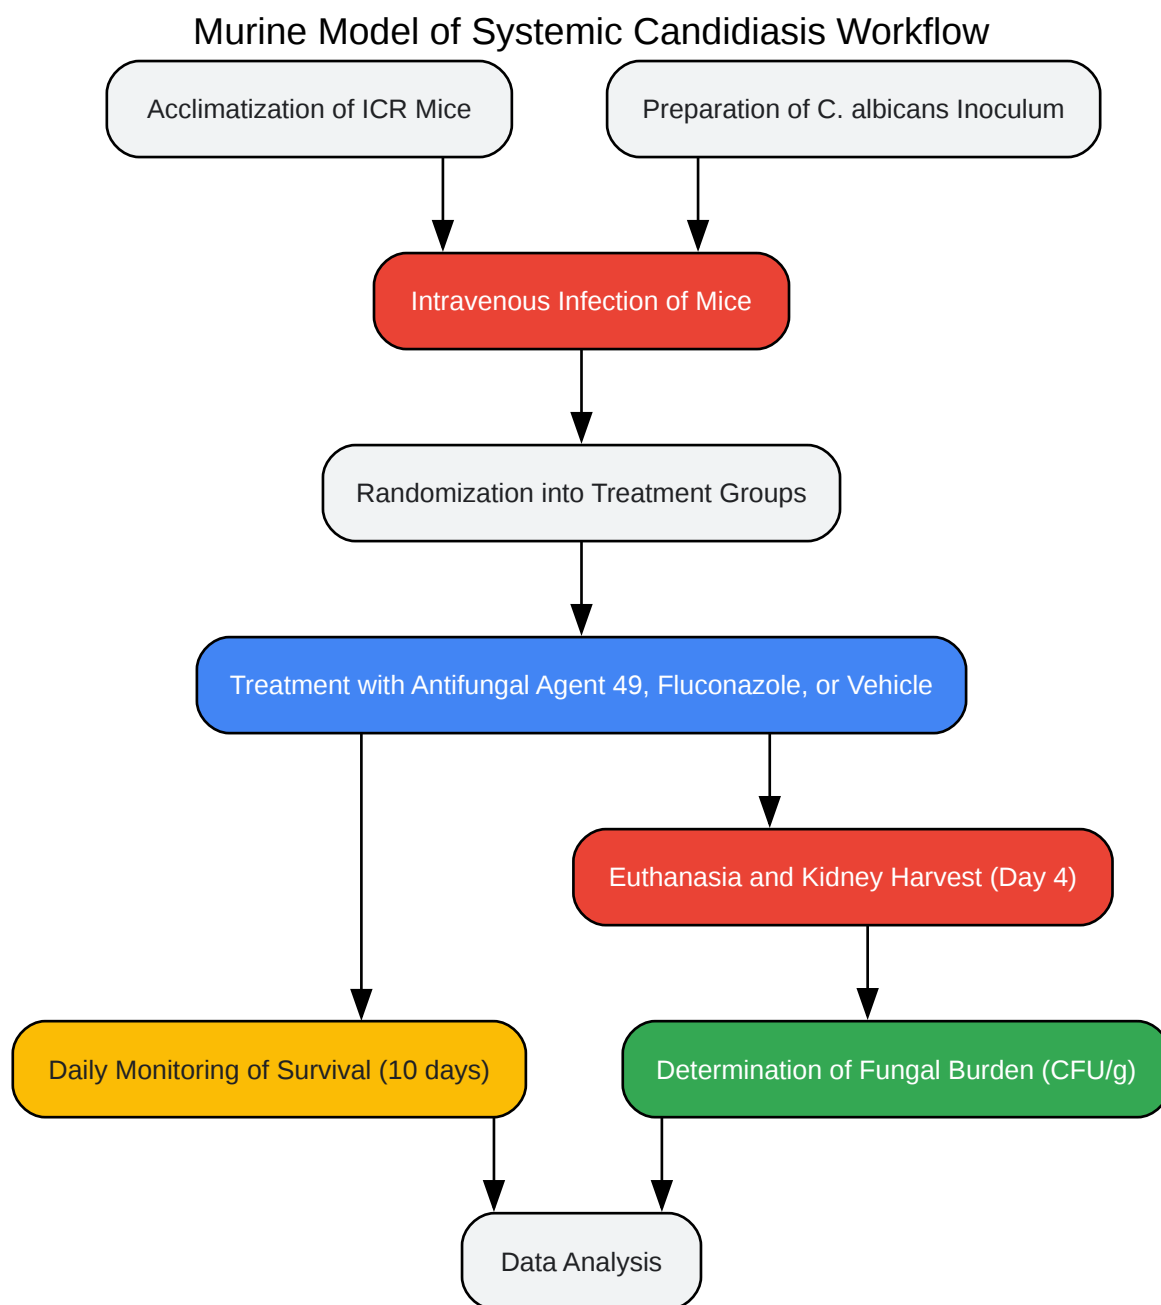 Murine Model of Systemic Candidiasis Workflow
Acclimatization of ICR Mice
Preparation of C. albicans Inoculum
Intravenous Infection of Mice
Randomization into Treatment Groups
Treatment with Antifungal Agent 49, Fluconazole, or Vehicle
Euthanasia and Kidney Harvest (Day 4)
Daily Monitoring of Survival (10 days)
Determination of Fungal Burden (CFU/g)
Data Analysis